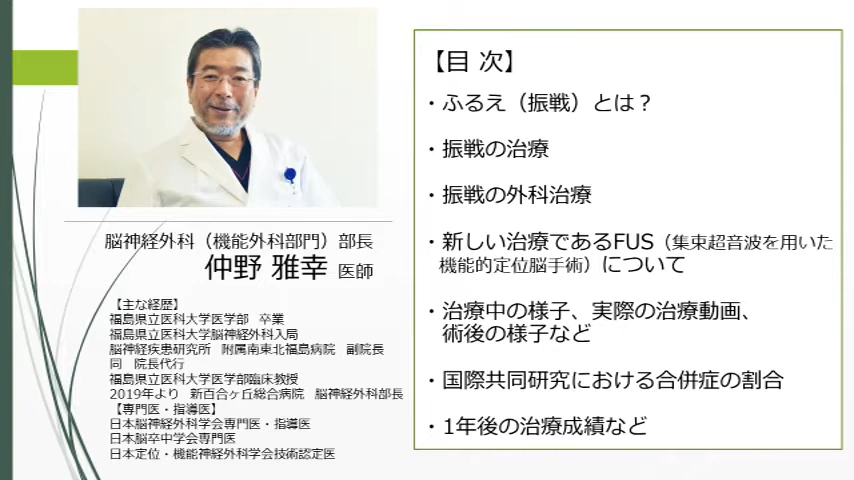 脳神経外科（機能外科部門）部長
仲野 雅幸 医師
【主な経歴】
福島県立医科大学医学部 卒業
福島県立医科大学脳神経外科入局
脳神経疾患研究所 附属南東北福島病院 副院長
同 院長代行
福島県立医科大学医学部臨床教授
2019年より 新百合ヶ丘総合病院 脳神経外科部長
【専門医・指導医】
日本脳神経外科学会専門医・指導医
日本脳卒中学会専門医
日本定位・機能神経外科学会技術認定医
【目 次】
・ふるえ（振戦）とは？
・振戦の治療
・振戦の外科治療
・新しい治療であるFUS（集束超音波を用いた
機能的定位脳手術）について
・治療中の様子、実際の治療動画、
術後の様子など
・国際共同研究における合併症の割合
・1年後の治療成績など